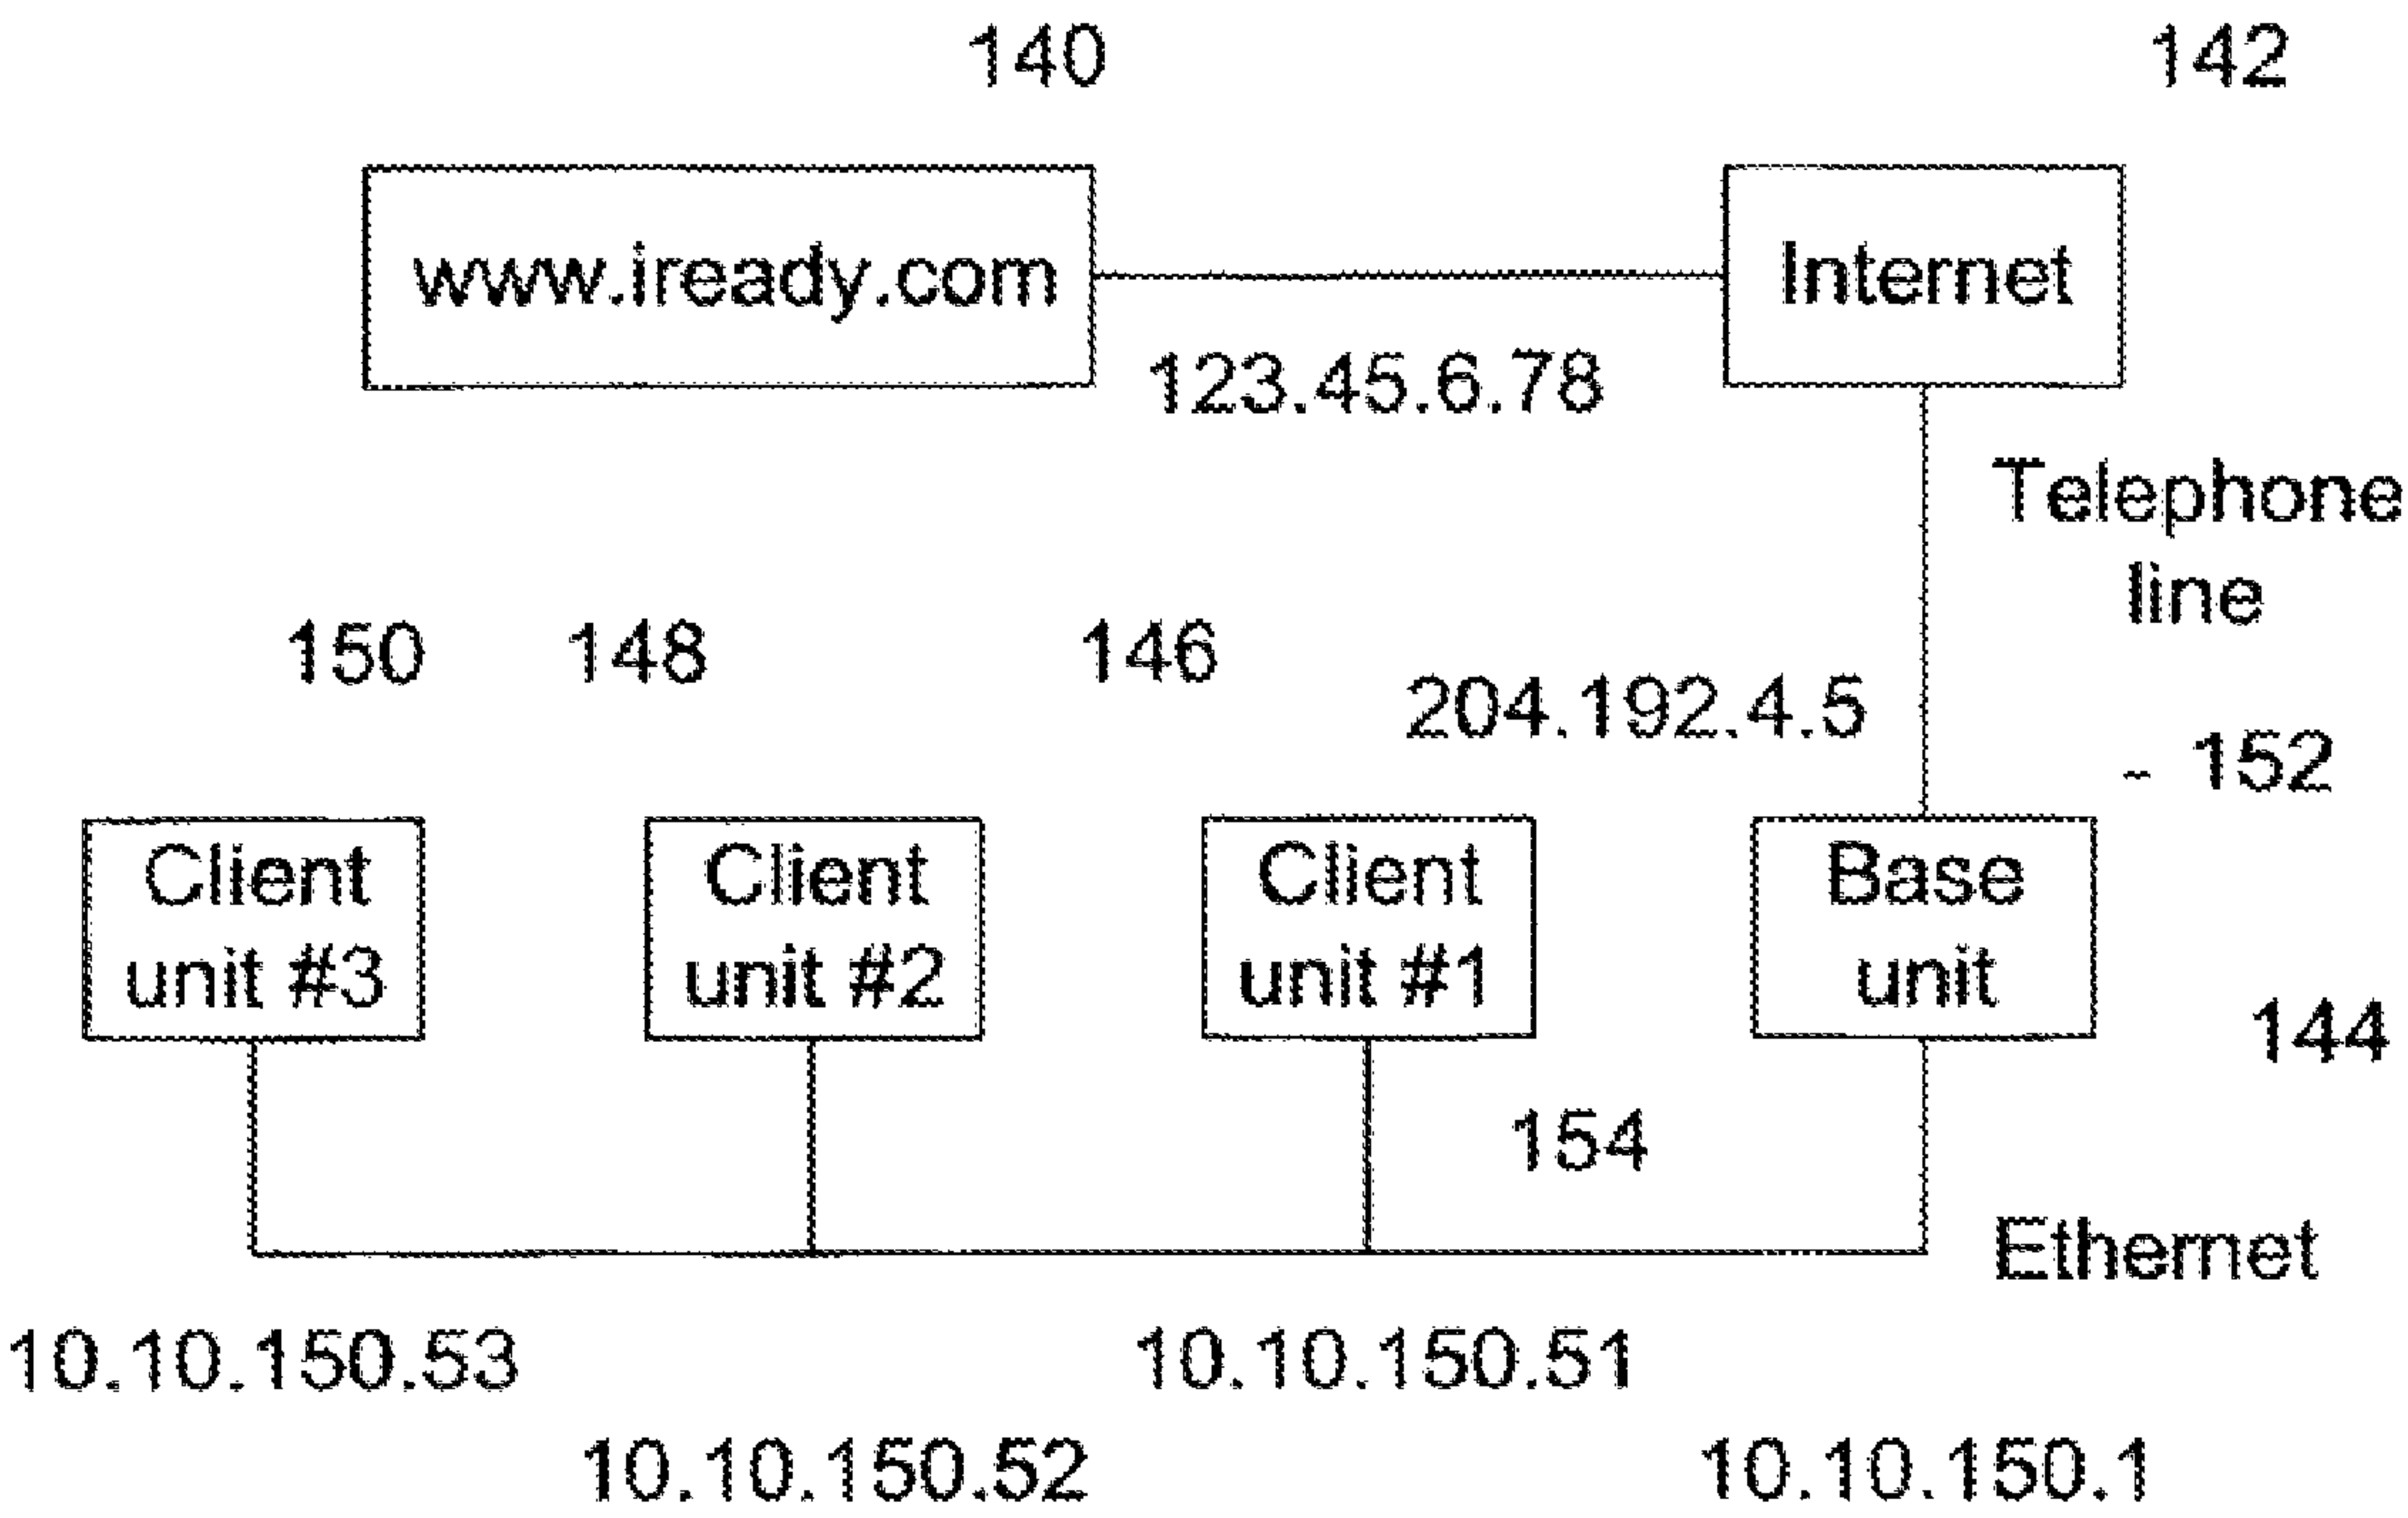 140
142
www.iready.com
Internet
123.45.6.78
Telephone
line
150
148
146
204.192.4.5
- 152
Client
unit #3
Client
unit #2
Client
unit #1
Base
unit
144
154
Ethernet
10.10.150.53
10.10.150.51
10.10.150.52
10.10.150.1